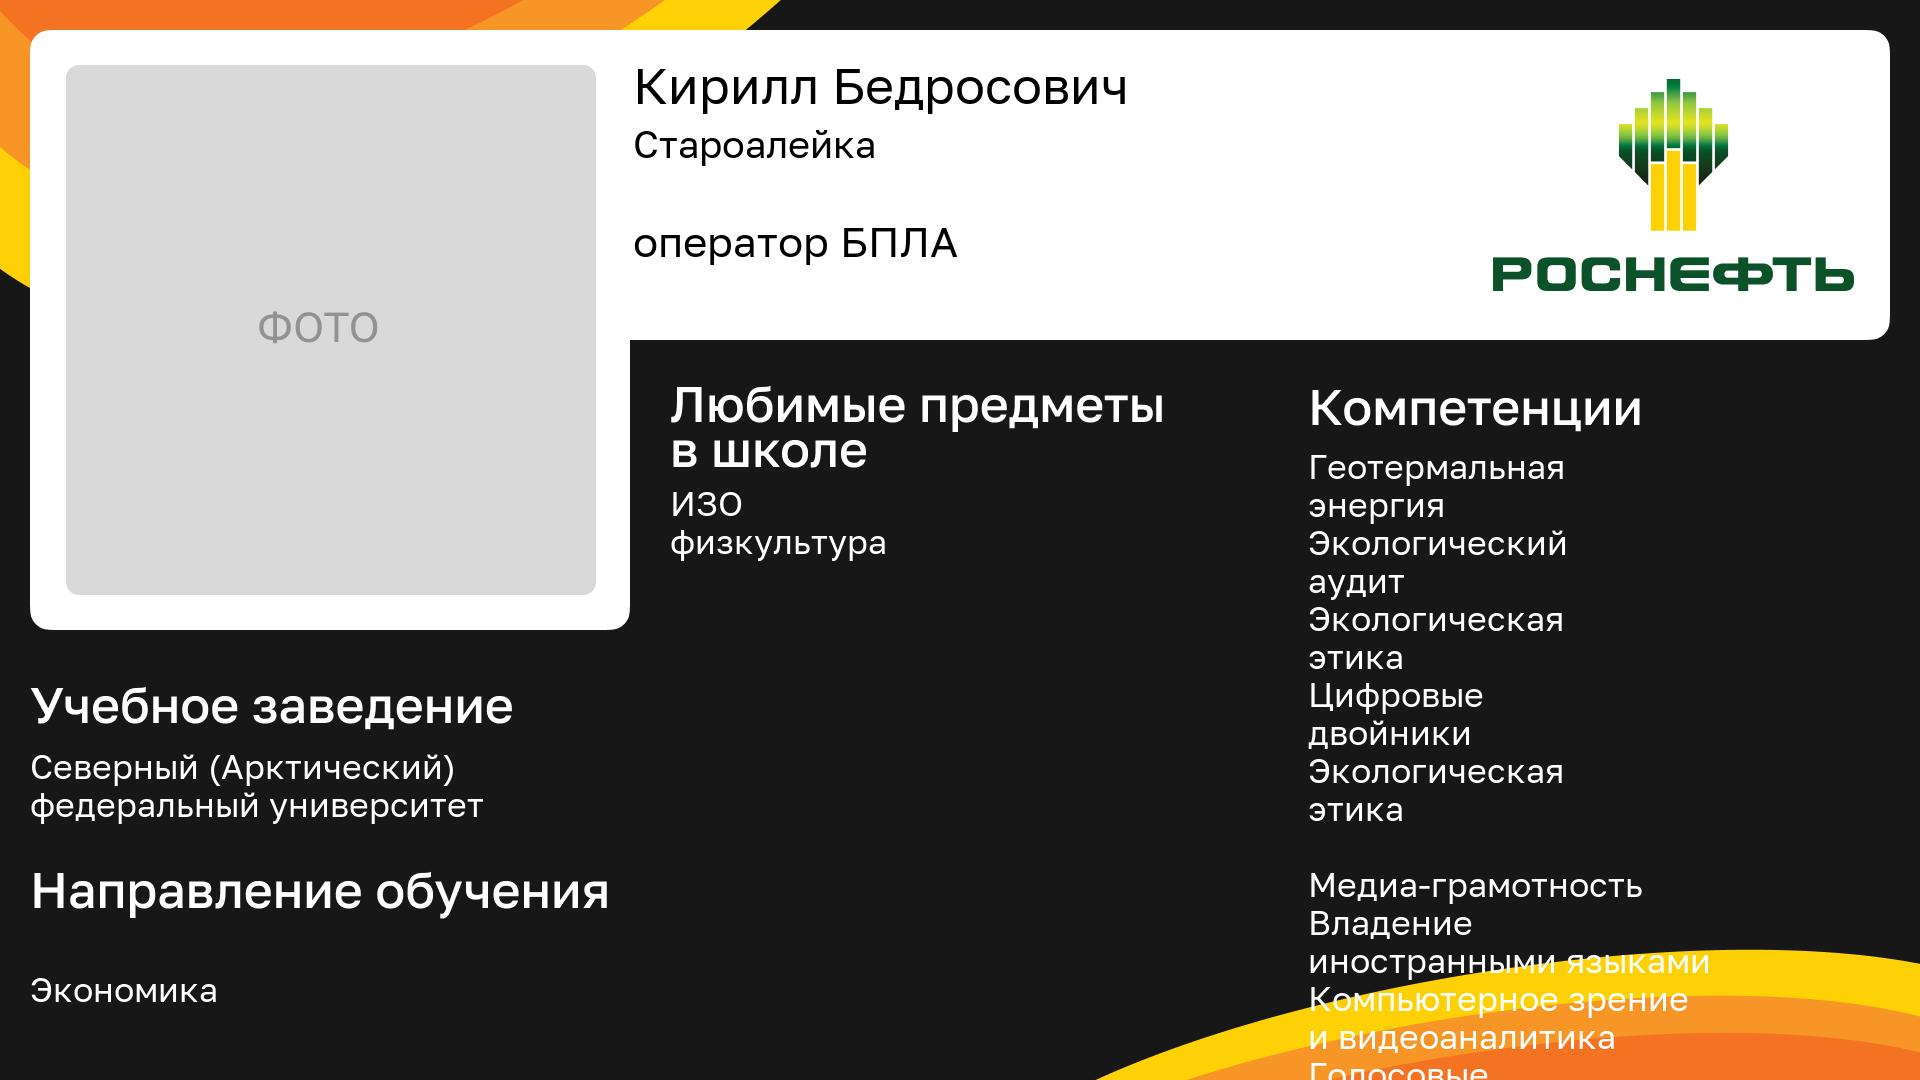 Кирилл Бедросович
Староалейка
оператор БПЛА
РОСНЕФТЬ
ФОТО
Любимые предметы
в школе
ИЗО
физкультура
Компетенции
Геотермальная
энергия
Экологический
аудит
Экологическая
этика
Цифровые
двойники
Экологическая
этика
Медиа-грамотность
Владение
иностранными языками
Компьютерное зрение
и видеоаналитика
Голосовые
Учебное заведение
Северный (Арктический)
федеральный университет
Направление обучения
Экономика